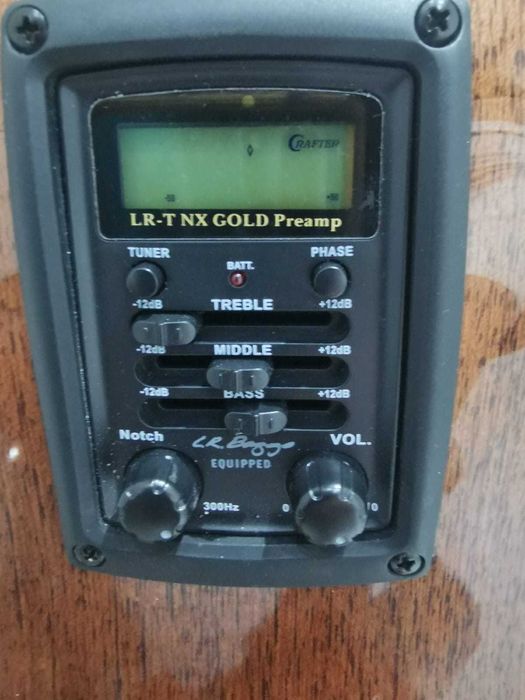 CRAFTER
-50 +50
LR-T NX GOLD Preamp
TUNER BATT. PHASE
-12dB TREBLE +12dB
-12dB MIDDLE +12dB
-12dB BASS +12dB
Notch L.R. Baggs VOL.
EQUIPPED
300Hz 0 10